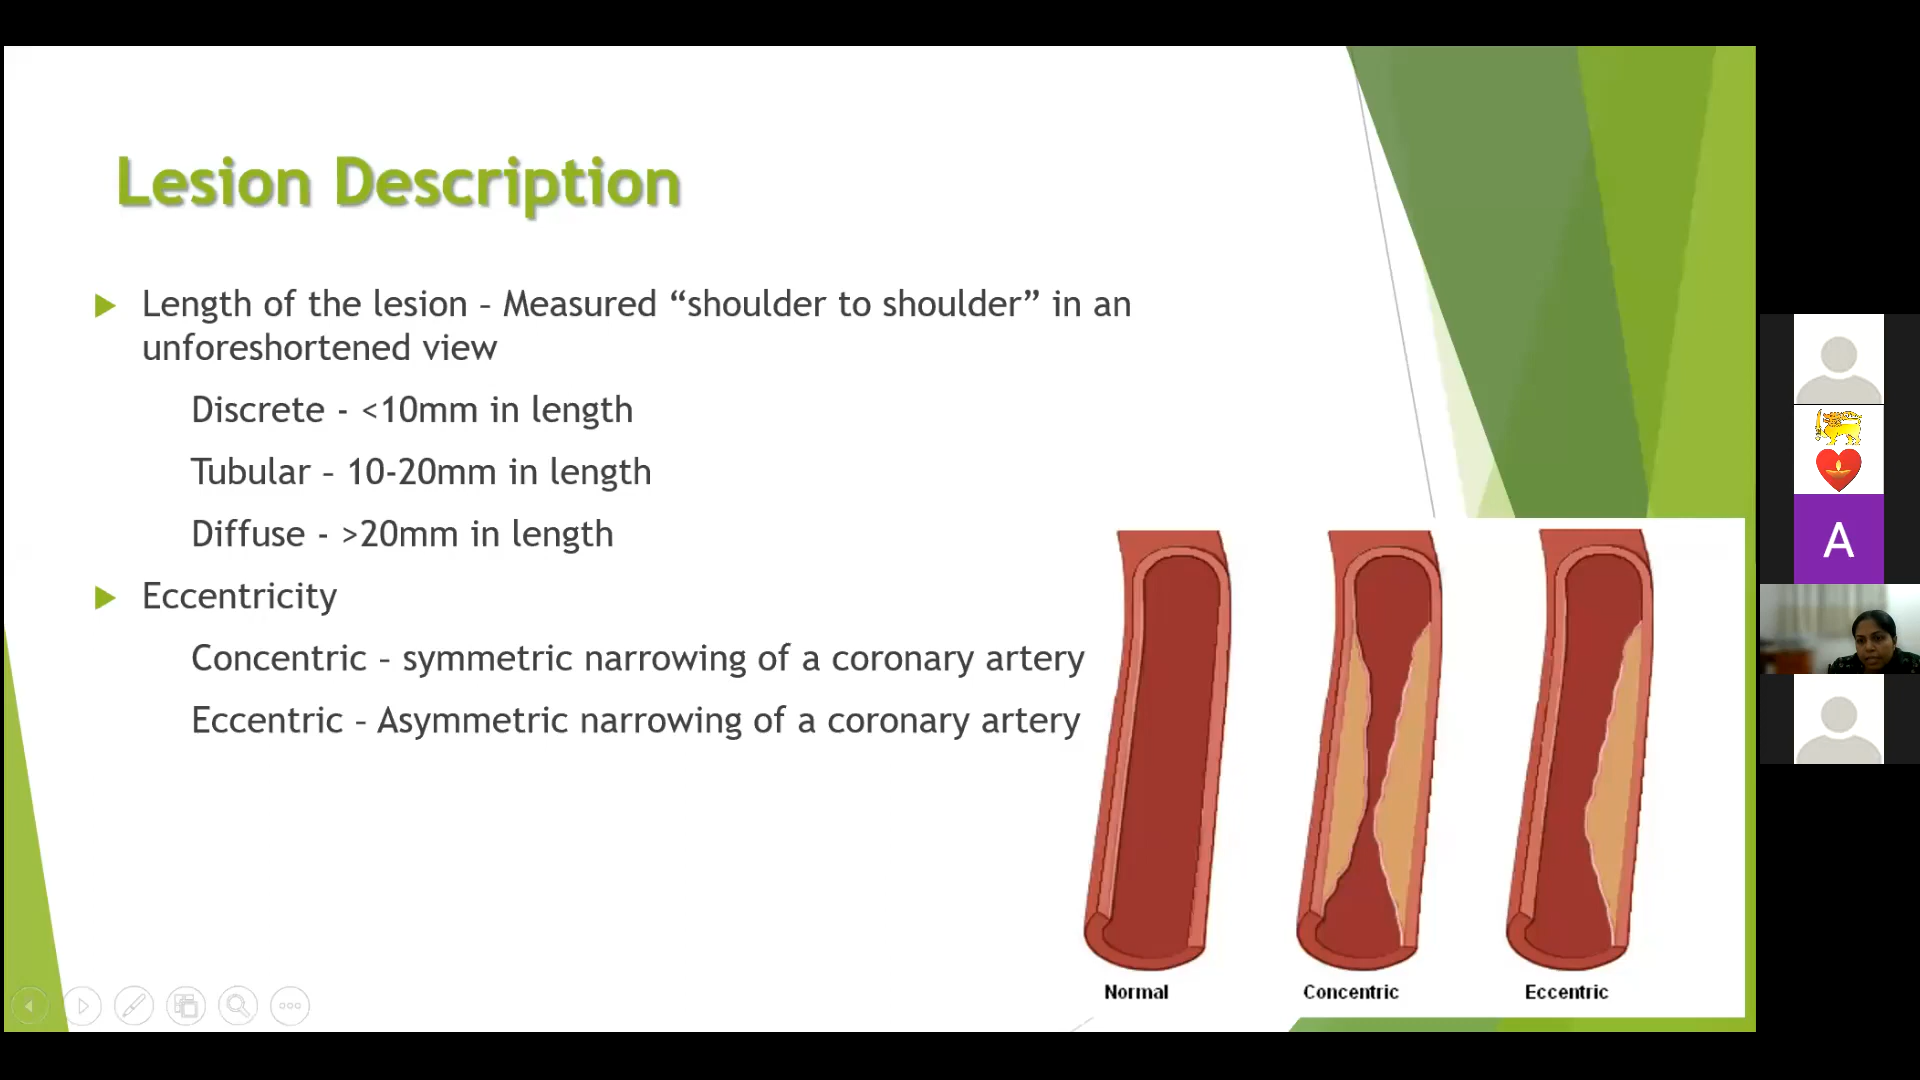 Lesion Description
Length of the lesion – Measured “shoulder to shoulder” in an
unforeshortened view
Discrete - <10mm in length
Tubular – 10-20mm in length
Diffuse - >20mm in length
Eccentricity
Concentric – symmetric narrowing of a coronary artery
Eccentric – Asymmetric narrowing of a coronary artery
Normal
Concentric
Eccentric
A